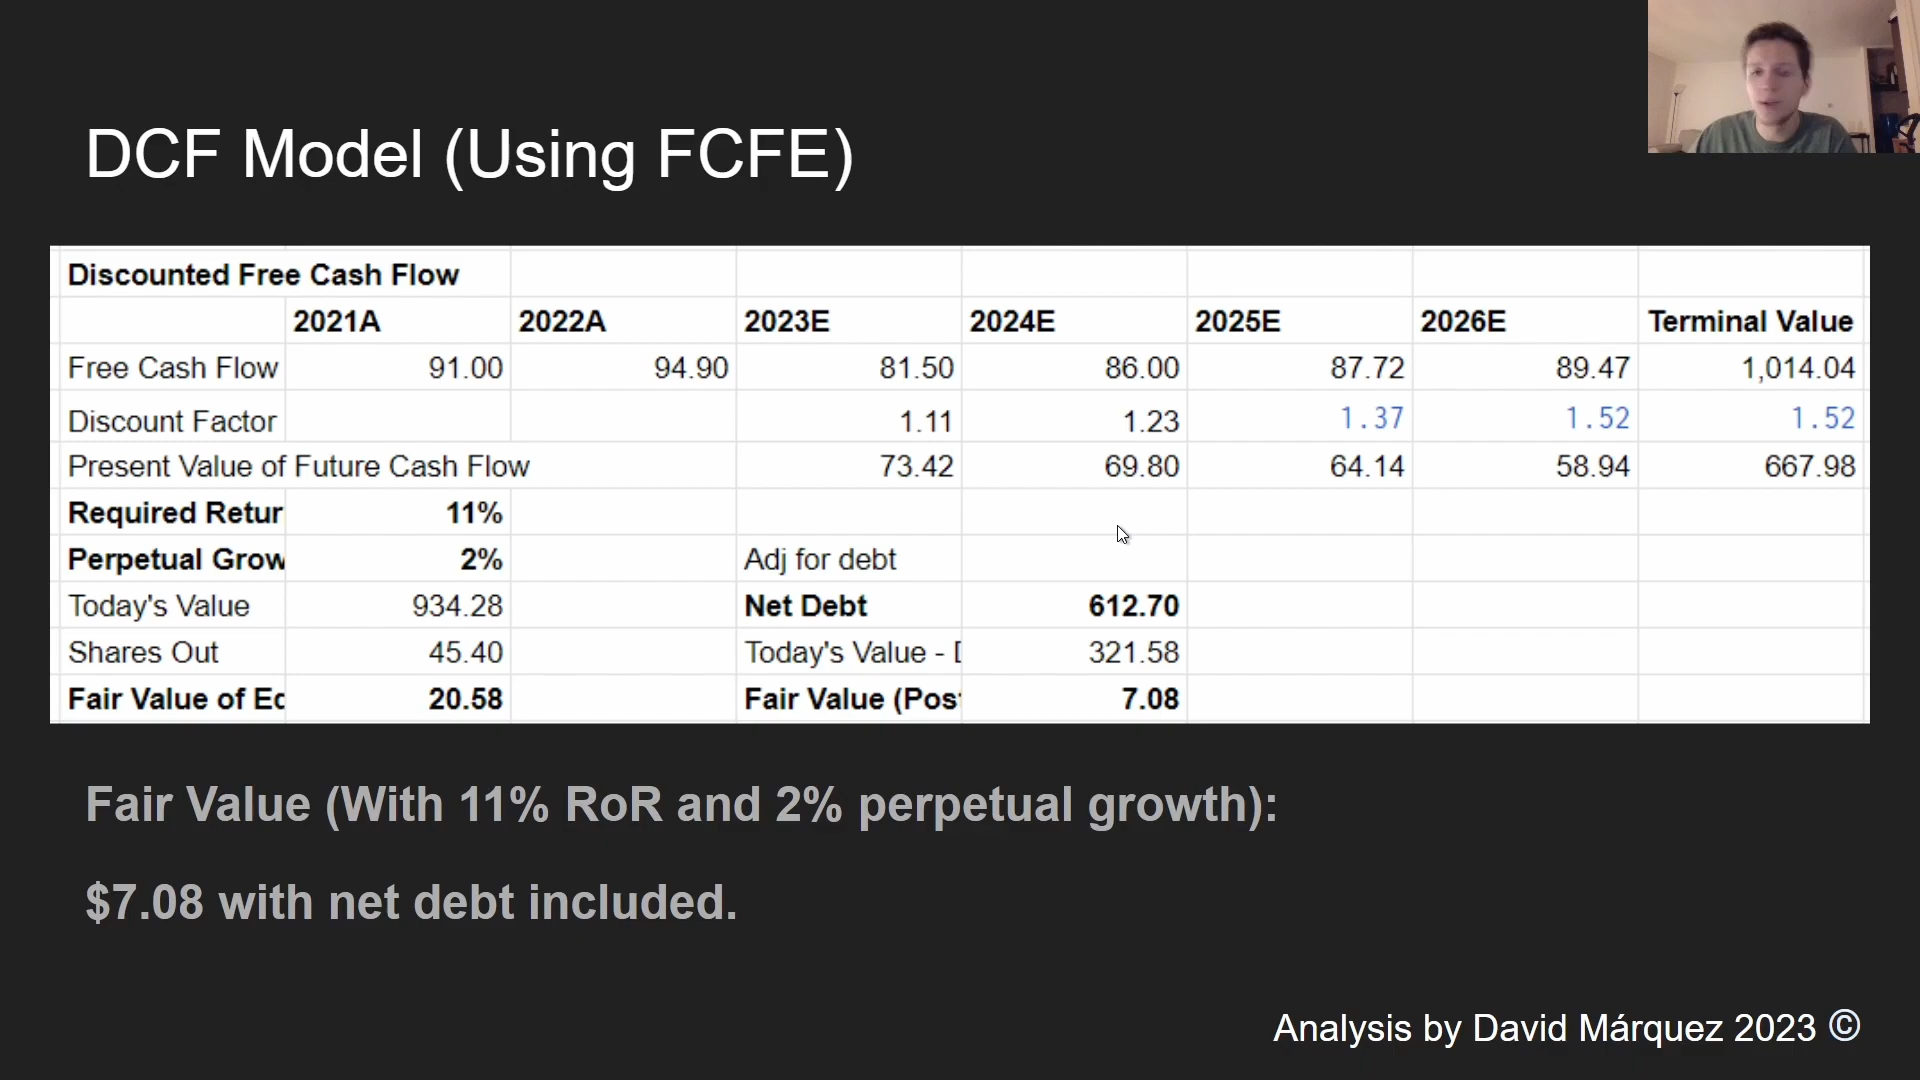 DCF Model (Using FCFE)
Discounted Free Cash Flow
2021A 2022A 2023E 2024E 2025E 2026E Terminal Value
Free Cash Flow 91.00 94.90 81.50 86.00 87.72 89.47 1,014.04
Discount Factor 1.11 1.23 1.37 1.52 1.52
Present Value of Future Cash Flow 73.42 69.80 64.14 58.94 667.98
Required Retur 11%
Perpetual Grow 2% Adj for debt
Today's Value 934.28 Net Debt 612.70
Shares Out 45.40 Today's Value - 321.58
Fair Value of Ec 20.58 Fair Value (Pos 7.08
Fair Value (With 11% RoR and 2% perpetual growth):
$7.08 with net debt included.
Analysis by David Márquez 2023 ©